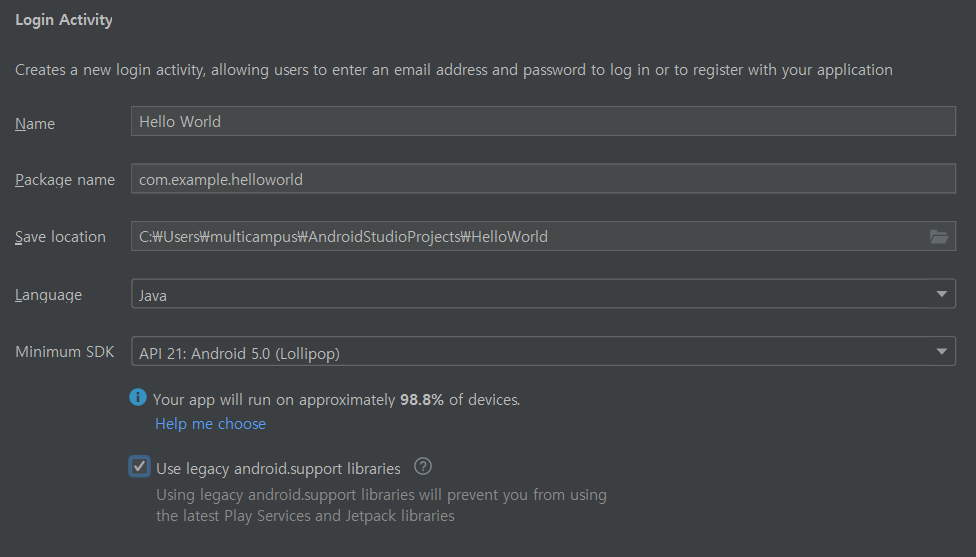 Login Activity
Creates a new login activity, allowing users to enter an email address and password to log in or to register with your application
Name
Hello World
Package name
com.example.helloworld
Save location
C:₩Users₩multicampus₩AndroidStudioProjects₩HelloWorld
Language
Java
Minimum SDK
API 21: Android 5.0 (Lollipop)
Your app will run on approximately 98.8% of devices.
Help me choose
Use legacy android.support libraries
Using legacy android.support libraries will prevent you from using
the latest Play Services and Jetpack libraries